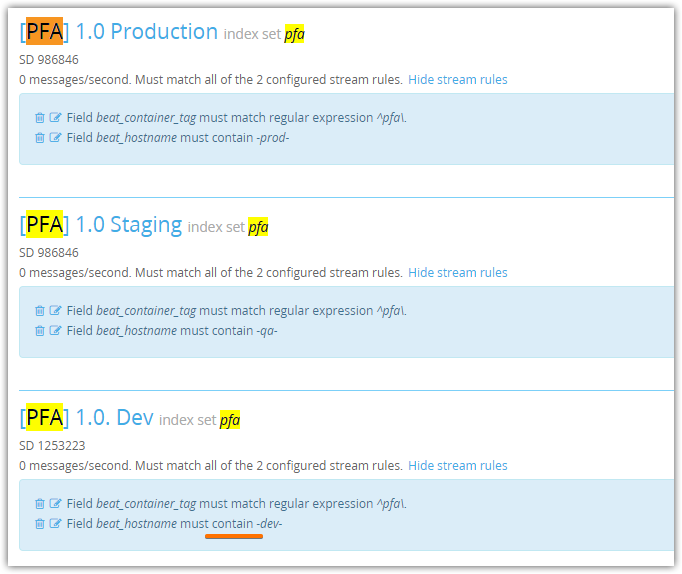 [PFA] 1.0 Production index set pfa
SD 986846
0 messages/second. Must match all of the 2 configured stream rules. Hide stream rules
Field beat_container_tag must match regular expression ^pfa\.
Field beat_hostname must contain -prod-
[PFA] 1.0 Staging index set pfa
SD 986846
0 messages/second. Must match all of the 2 configured stream rules. Hide stream rules
Field beat_container_tag must match regular expression ^pfa\.
Field beat_hostname must contain -qa-
[PFA] 1.0. Dev index set pfa
SD 1253223
0 messages/second. Must match all of the 2 configured stream rules. Hide stream rules
Field beat_container_tag must match regular expression ^pfa\.
Field beat_hostname must contain -dev-